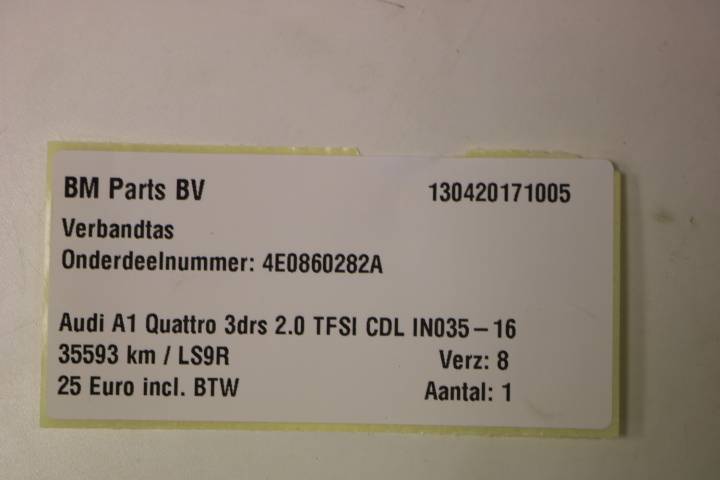 BM Parts BV 130420171005
Verbandtas
Onderdeelnummer: 4E0860282A
Audi A1 Quattro 3drs 2.0 TFSI CDL IN035-16
35593 km / LS9R Verz: 8
25 Euro incl. BTW Aantal: 1